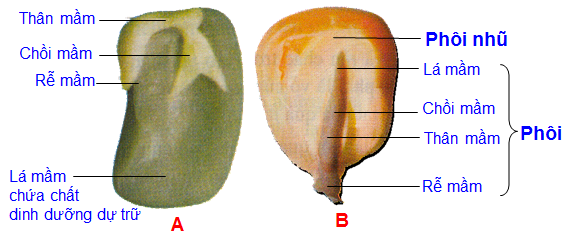 Thân mầm
Chồi mầm
Rễ mầm
Lá mầm
chứa chất
dinh dưỡng dự trữ
A
Phôi nhũ
Lá mầm
Chồi mầm
Thân mầm
Rễ mầm
Phôi
B